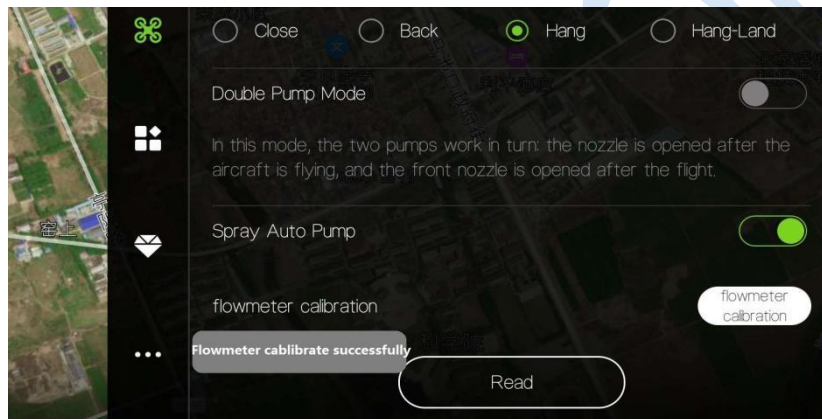 Close Back Hang Hang-Land
Double Pump Mode
In this mode, the two pumps work in turn: the nozzle is opened after the
aircraft is flying, and the front nozzle is opened after the flight.
Spray Auto Pump
窑上
flowmeter calibration
flowmeter
calibration
Flowmeter cablibrate successfully
Read